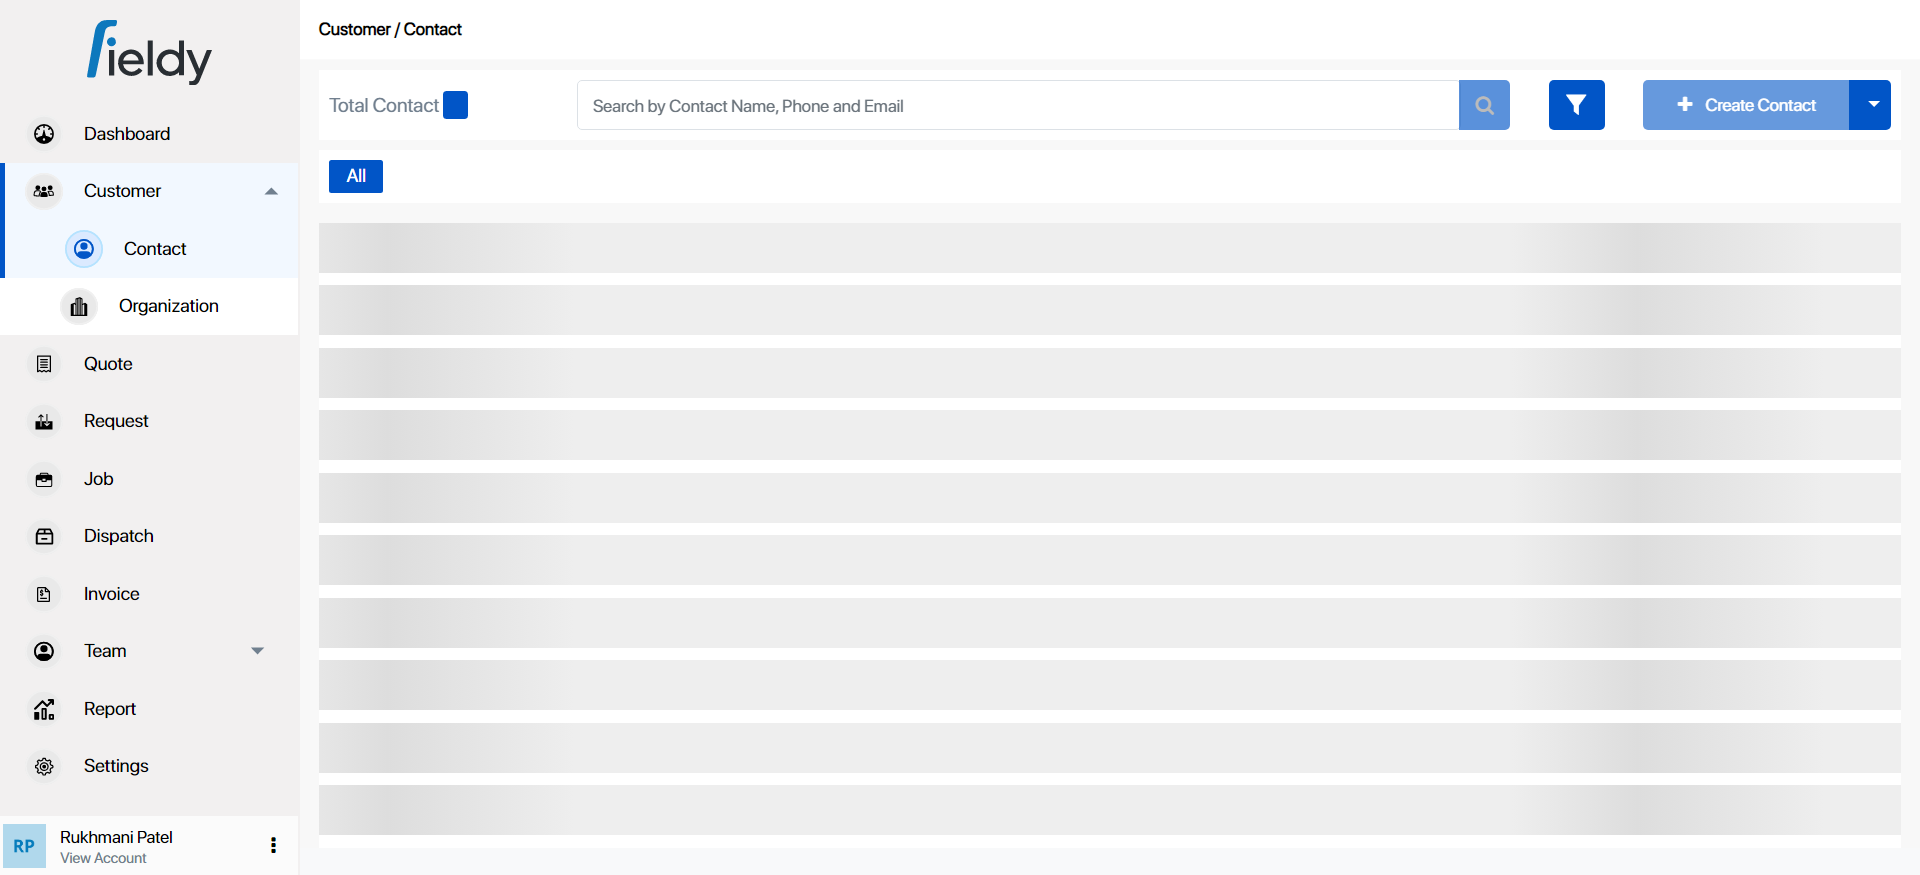 fieldy
Customer / Contact
Total Contact
Search by Contact Name, Phone and Email
Create Contact
All
Dashboard
Customer
Contact
Organization
Quote
Request
Job
Dispatch
Invoice
Team
Report
Settings
RP
Rukhmani Patel
View Account